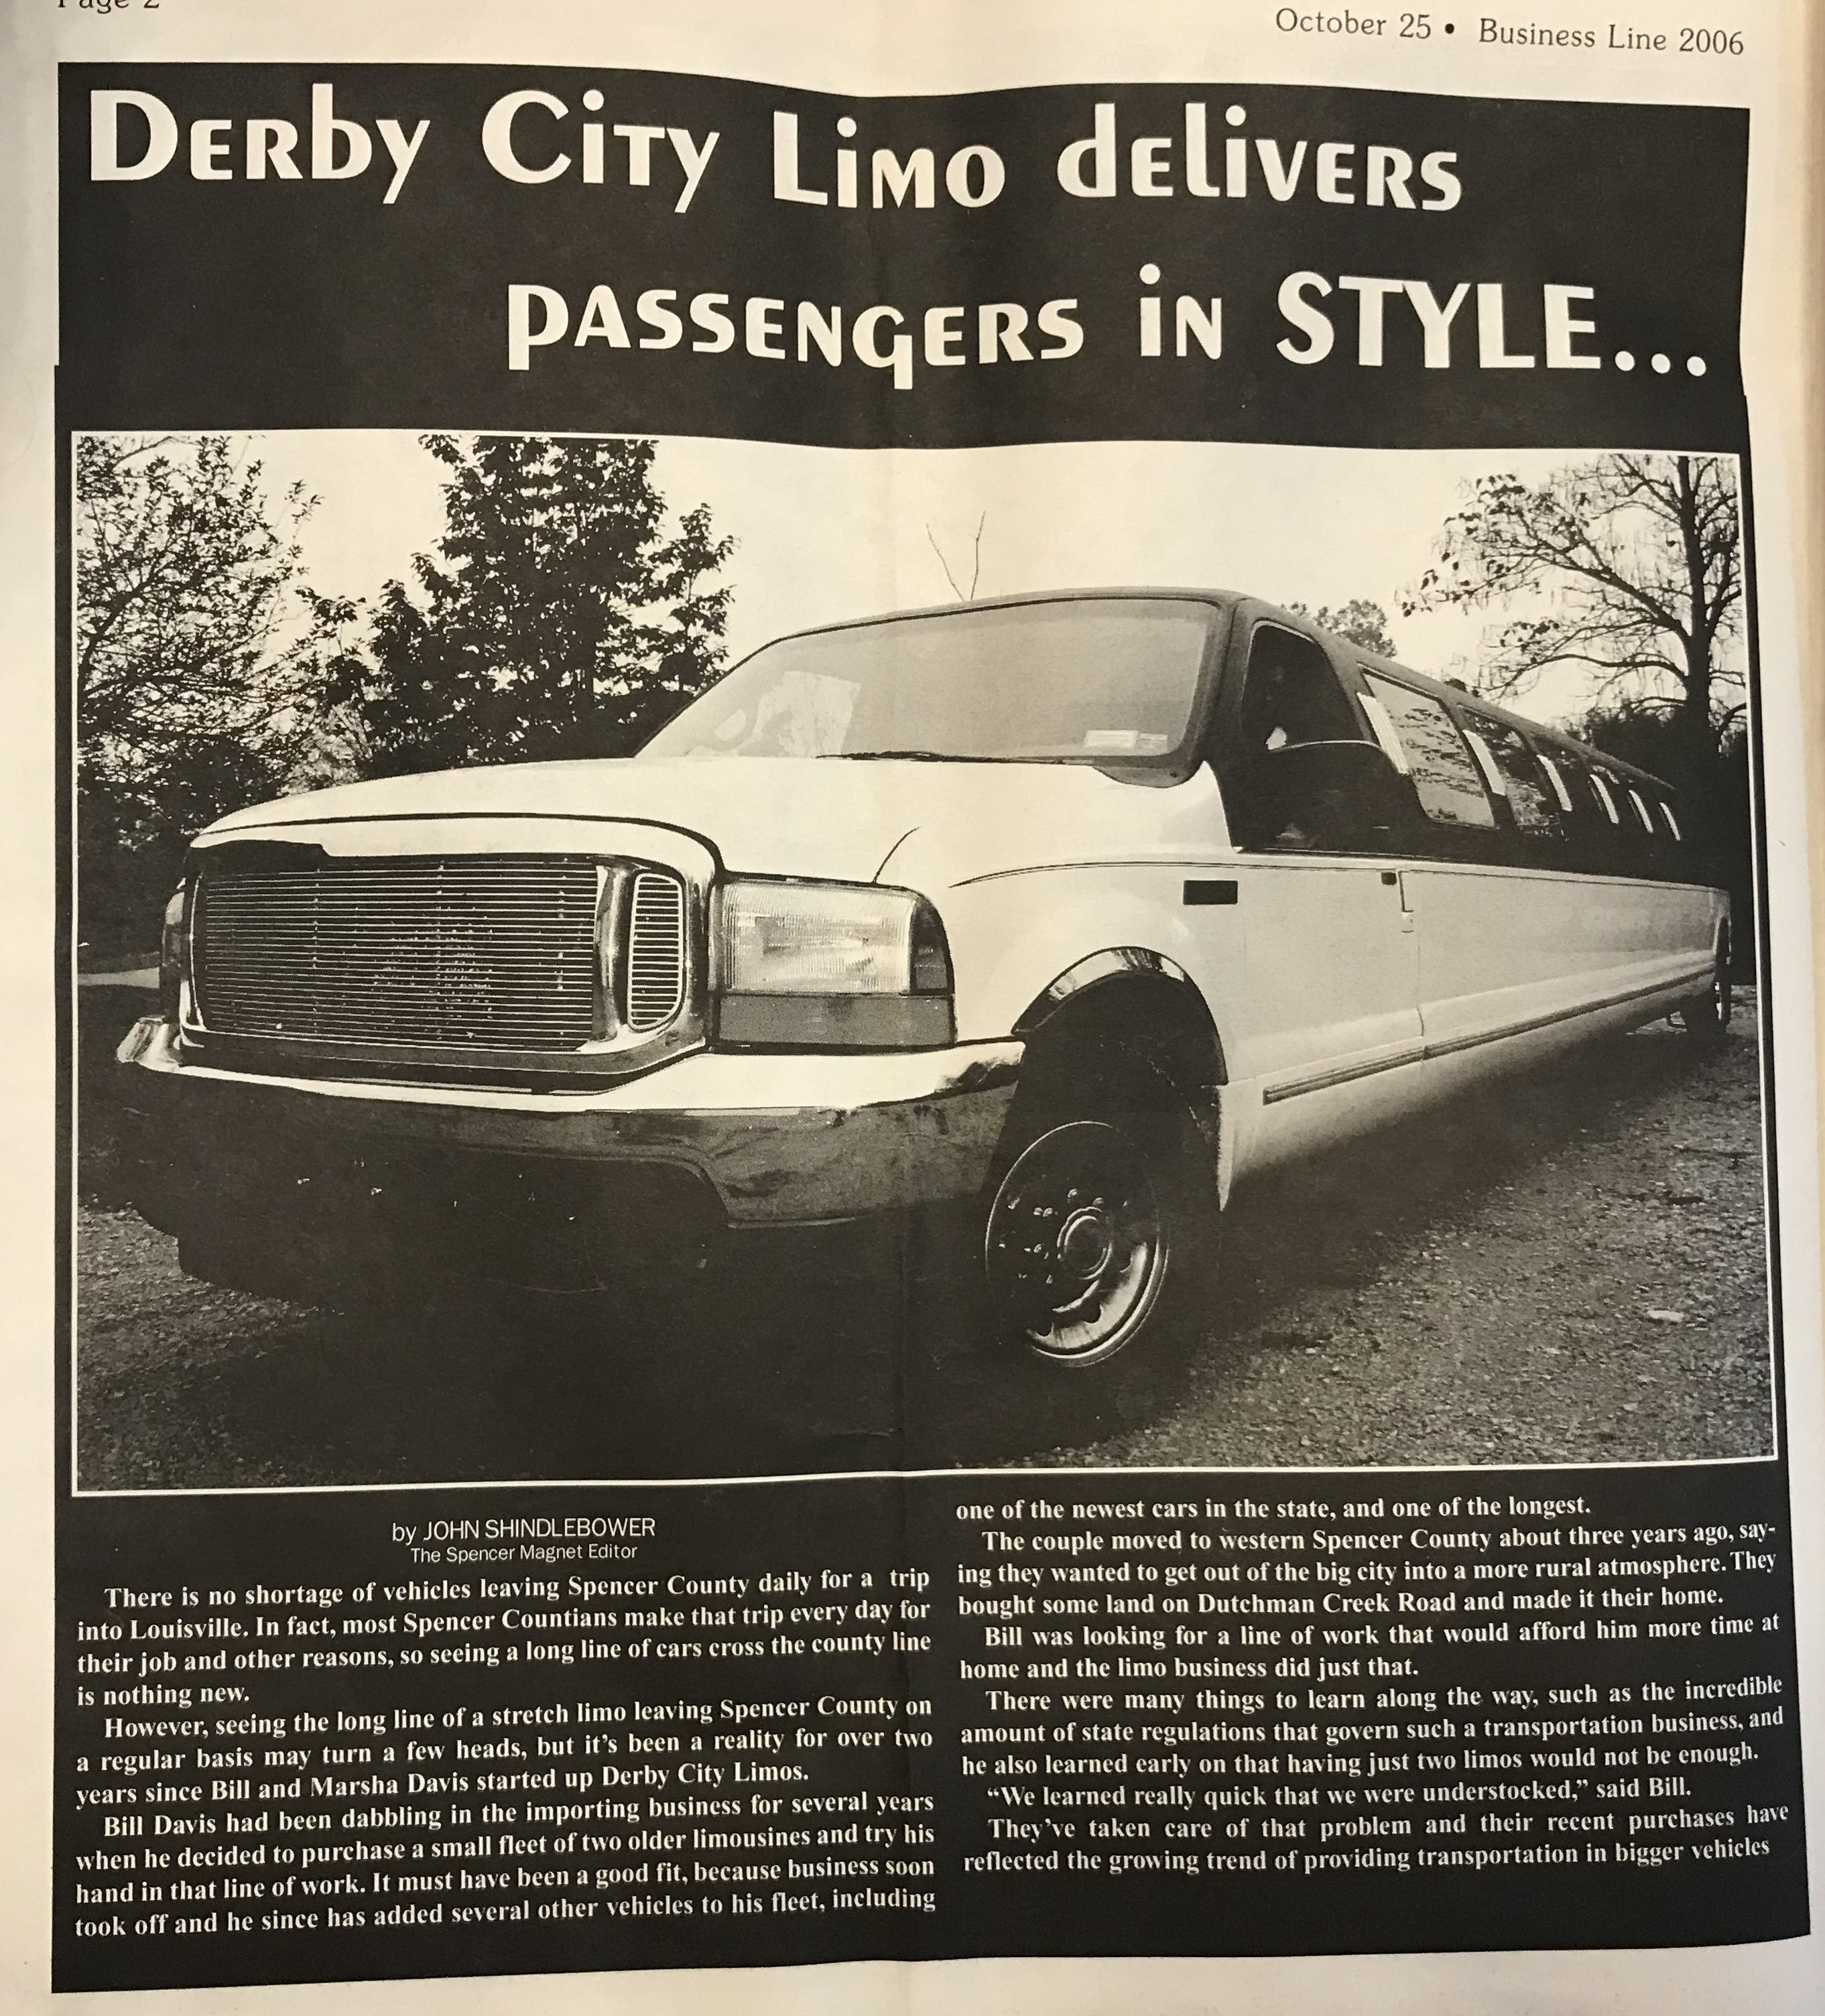 Page 2
October 25 • Business Line 2006
Derby City Limo delivers
passengers in STYLE...
by JOHN SHINDLEBOWER
The Spencer Magnet Editor
There is no shortage of vehicles leaving Spencer County daily for a trip
into Louisville. In fact, most Spencer Countians make that trip every day for
their job and other reasons, so seeing a long line of cars cross the county line
is nothing new.
However, seeing the long line of a stretch limo leaving Spencer County on
a regular basis may turn a few heads, but it's been a reality for over two
years since Bill and Marsha Davis started up Derby City Limos.
Bill Davis had been dabbling in the importing business for several years
when he decided to purchase a small fleet of two older limousines and try his
hand in that line of work. It must have been a good fit, because business soon
took off and he since has added several other vehicles to his fleet, including
one of the newest cars in the state, and one of the longest.
The couple moved to western Spencer County about three years ago, say-
ing they wanted to get out of the big city into a more rural atmosphere. They
bought some land on Dutchman Creek Road and made it their home.
Bill was looking for a line of work that would afford him more time at
home and the limo business did just that.
There were many things to learn along the way, such as the incredible
amount of state regulations that govern such a transportation business, and
he also learned early on that having just two limos would not be enough.
“We learned really quick that we were understocked,” said Bill.
They've taken care of that problem and their recent purchases have
reflected the growing trend of providing transportation in bigger vehicles